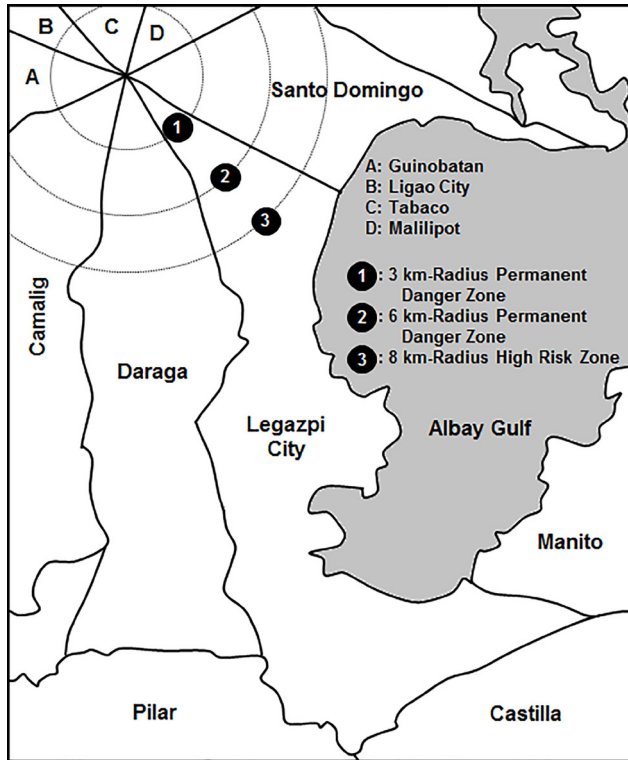 B
C
D
A
Santo Domingo
1
2
3
A: Guinobatan
B: Ligao City
C: Tabaco
D: Malilipot
1 : 3 km-Radius Permanent
Danger Zone
2 : 6 km-Radius Permanent
Danger Zone
3 : 8 km-Radius High Risk Zone
Camalig
Daraga
Legazpi
City
Albay Gulf
Manito
Pilar
Castilla